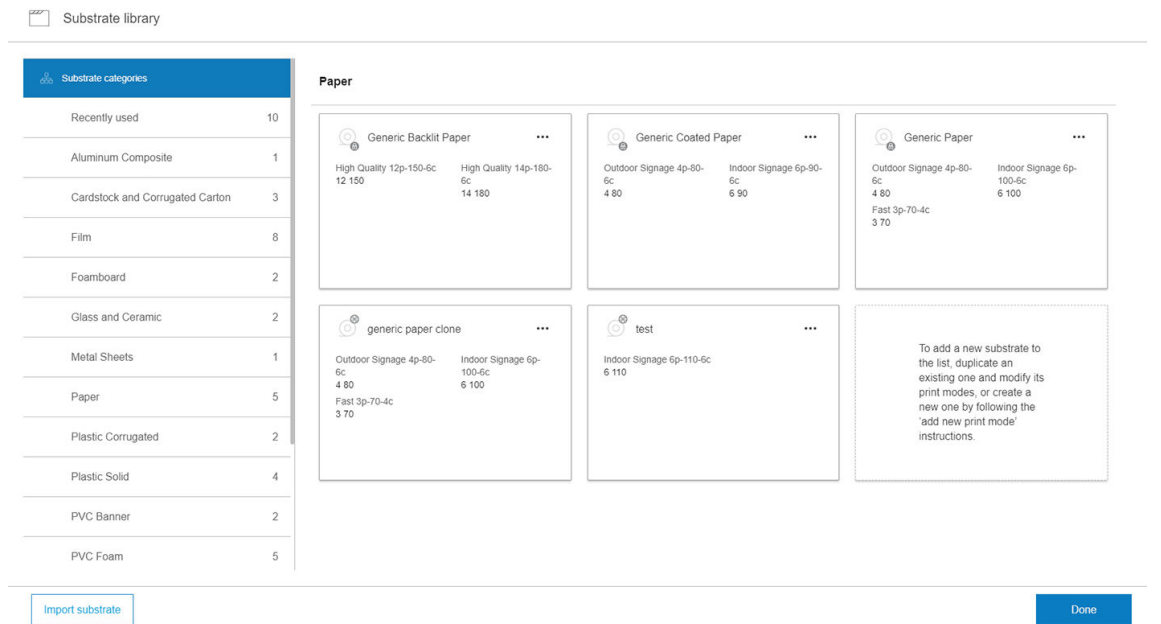 Substrate library
Substrate categories
Recently used 10
Aluminum Composite 1
Cardstock and Corrugated Carton 3
Film 8
Foamboard 2
Glass and Ceramic 2
Metal Sheets 1
Paper 5
Plastic Corrugated 2
Plastic Solid 4
PVC Banner 2
PVC Foam 5
Paper
Generic Backlit Paper
High Quality 12p-150-6c
12 150
High Quality 14p-180-
6c
14 180
Generic Coated Paper
Outdoor Signage 4p-80-
6c
4 80
Indoor Signage 6p-90-
6c
6 90
Generic Paper
Outdoor Signage 4p-80-
6c
4 80
Indoor Signage 6p-
100-6c
6 100
Fast 3p-70-4c
3 70
generic paper clone
Outdoor Signage 4p-80-
6c
4 80
Indoor Signage 6p-
100-6c
6 100
Fast 3p-70-4c
3 70
test
Indoor Signage 6p-110-6c
6 110
To add a new substrate to
the list, duplicate an
existing one and modify its
print modes, or create a
new one by following the
'add new print mode'
instructions.
Import substrate
Done